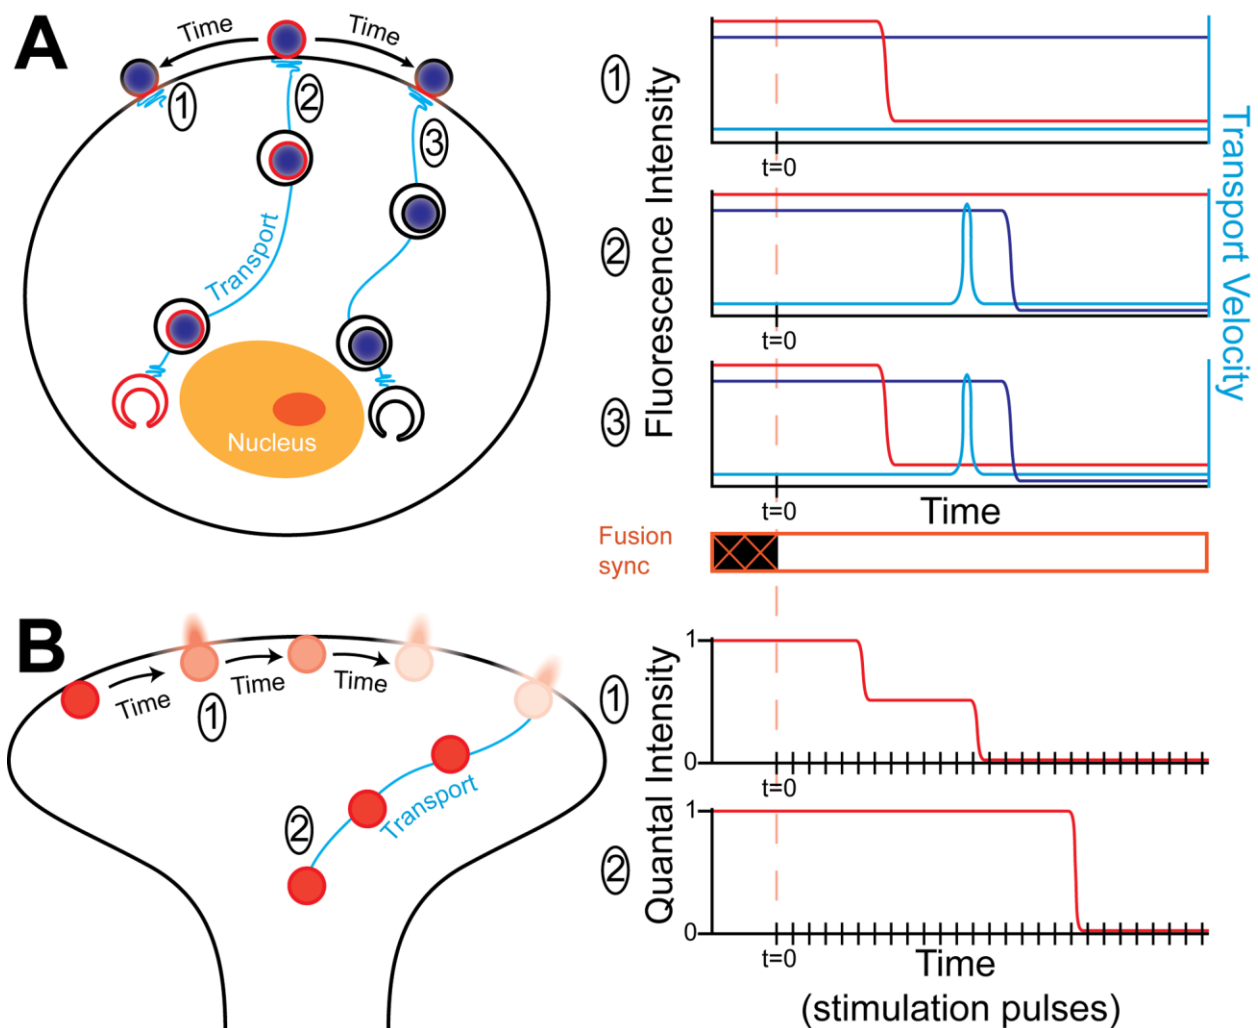 A
Time
Time
1
2
3
Transport
Nucleus
Fluorescence Intensity
Transport Velocity
1
t=0
2
t=0
3
t=0
Time
Fusion
sync
B
Time
Time
Time
1
2
Transport
Quantal Intensity
1
1
0
t=0
2
1
0
t=0
Time
(stimulation pulses)